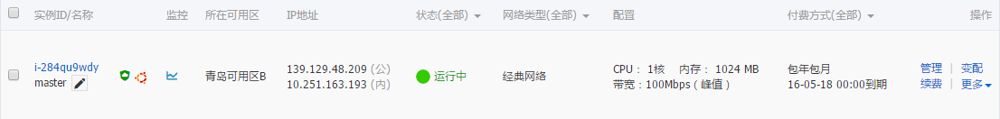 实例ID/名称 监控 所在可用区 IP地址 状态(全部) 网络类型(全部) 配置 付费方式(全部) 操作
i-284qu9wdy
master
青岛可用区B
139.129.48.209 (公)
10.251.163.193 (内)
运行中
经典网络
CPU： 1核 内存： 1024 MB
带宽：100Mbps ( 峰值 )
包年包月
16-05-18 00:00到期
管理 | 变配
续费 | 更多